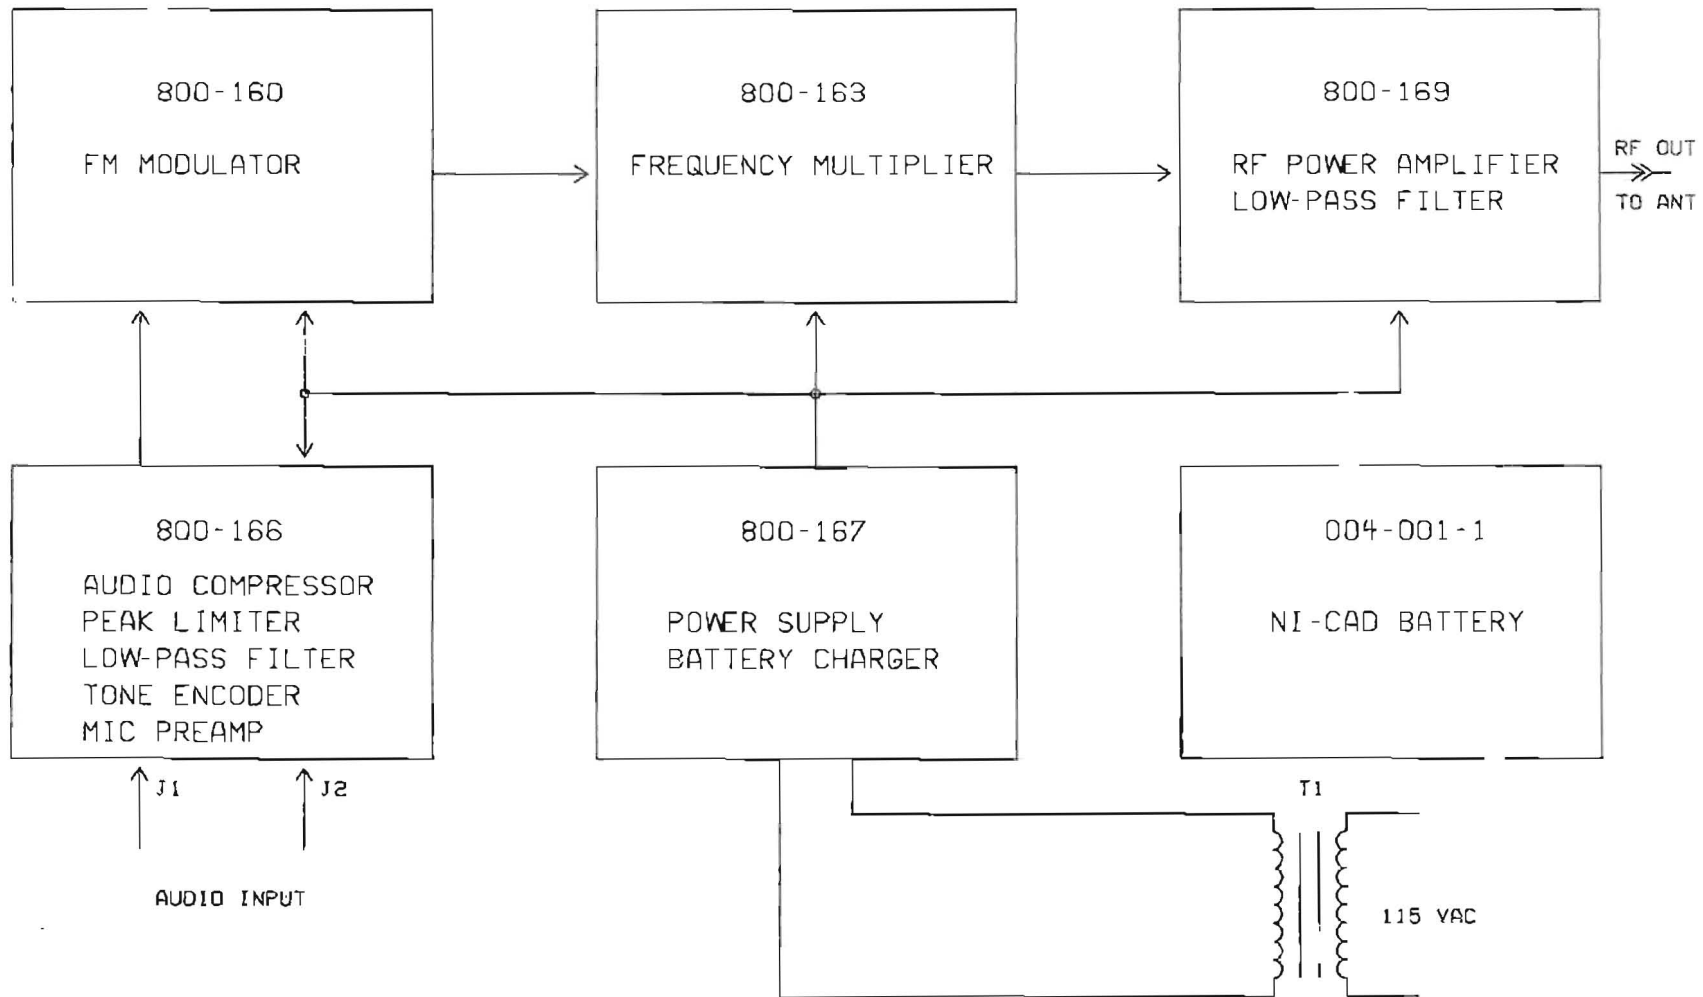 800-160
FM MODULATOR
800-163
FREQUENCY MULTIPLIER
800-169
RF POWER AMPLIFIER
LOW-PASS FILTER
RF OUT
TO ANT
800-166
AUDIO COMPRESSOR
PEAK LIMITER
LOW-PASS FILTER
TONE ENCODER
MIC PREAMP
800-167
POWER SUPPLY
BATTERY CHARGER
004-001-1
NI-CAD BATTERY
J1
J2
AUDIO INPUT
T1
115 VAC